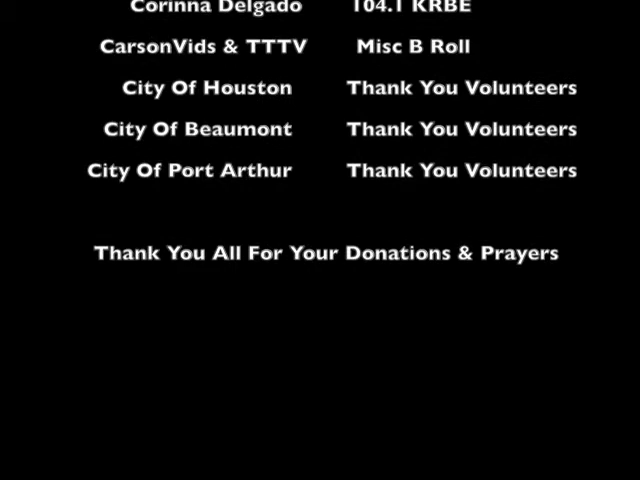 Corinna Delgado 104.1 KRBE
CarsonVids & TTTV Misc B Roll
City Of Houston Thank You Volunteers
City Of Beaumont Thank You Volunteers
City Of Port Arthur Thank You Volunteers
Thank You All For Your Donations & Prayers